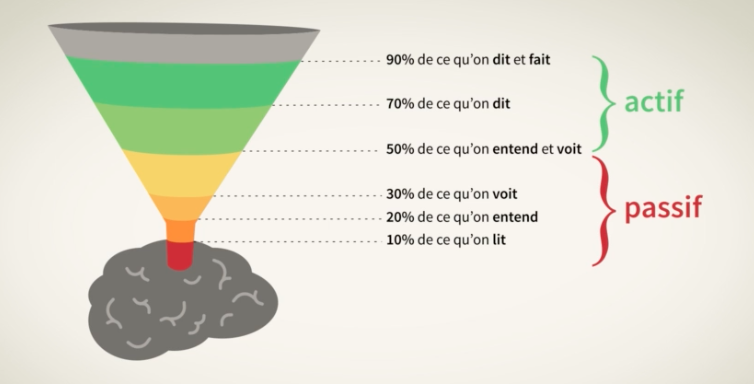 90% de ce qu'on dit et fait
70% de ce qu'on dit
actif
50% de ce qu'on entend et voit
30% de ce qu'on voit
20% de ce qu'on entend
passif
10% de ce qu'on lit